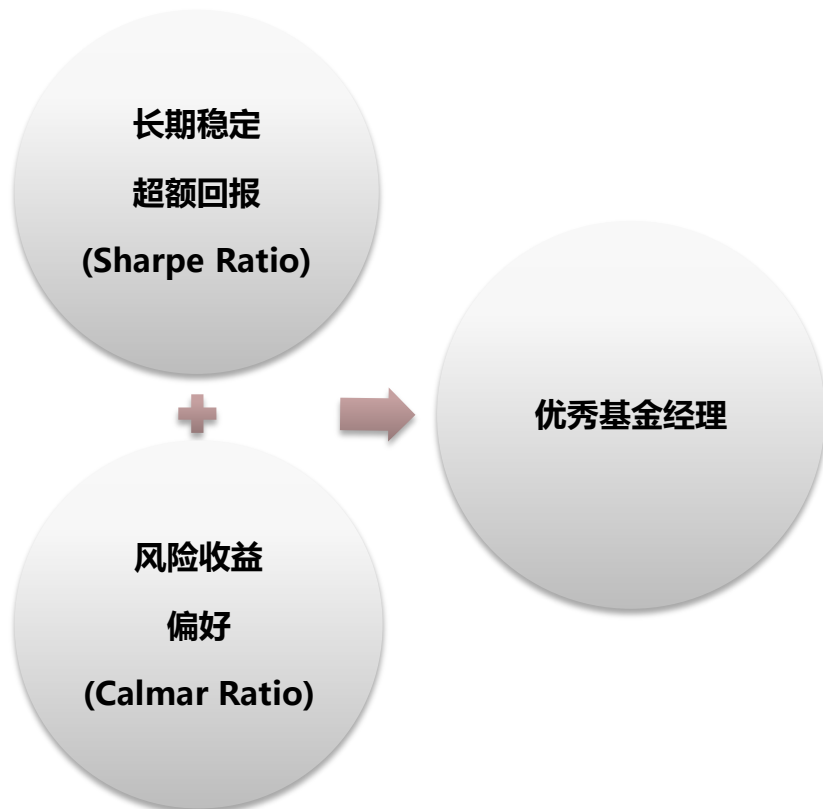 长期稳定
超额回报
(Sharpe Ratio)
+
风险收益
偏好
(Calmar Ratio)
优秀基金经理